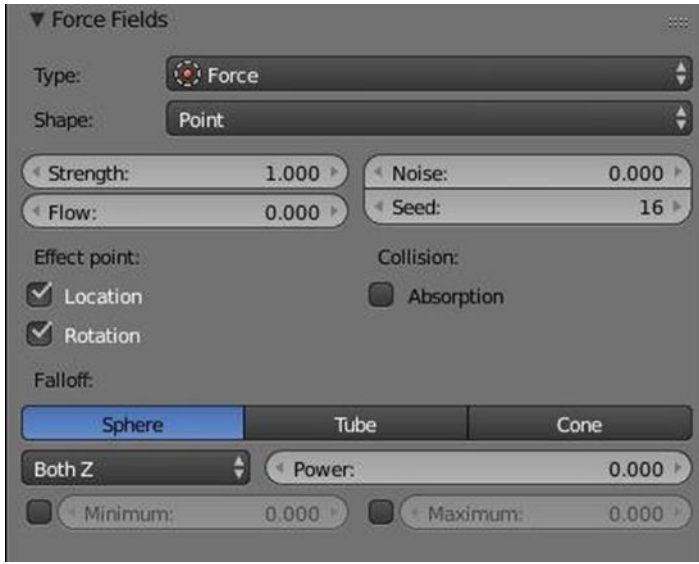 Force Fields
Type: Force
Shape: Point
Strength: 1.000 Noise: 0.000
Flow: 0.000 Seed: 16
Effect point: Collision:
Location Absorption
Rotation
Falloff:
Sphere Tube Cone
Both Z Power: 0.000
Minimum: 0.000 Maximum: 0.000